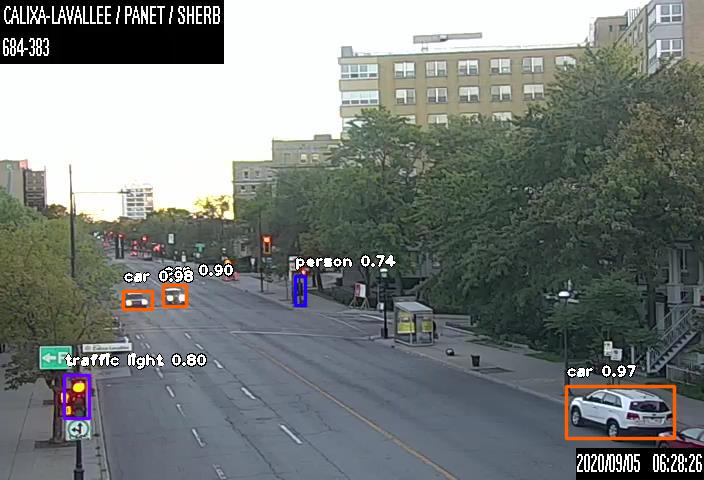 CALIXA-LAVALLEE / PANET / SHERB
684-383
person 0.74
car 0.98
0.90
traffic light 0.80
car 0.97
2020/09/05 06:28:26